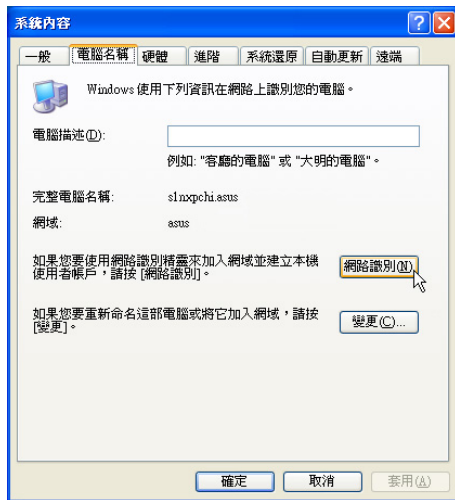 系統內容
一般 電腦名稱 硬體 進階 系統還原 自動更新 遠端
Windows 使用下列資訊在網路上識別您的電腦。
電腦描述(D):
例如: "客廳的電腦" 或 "大明的電腦"。
完整電腦名稱: s1nxpchi.asus
網域: asus
如果您要使用網路識別精靈來加入網域並建立本機
使用者帳戶，請按 [網路識別]。
網路識別(N)
如果您要重新命名這部電腦或將它加入網域，請按
[變更]。
變更(C)...
確定 取消 套用(A)